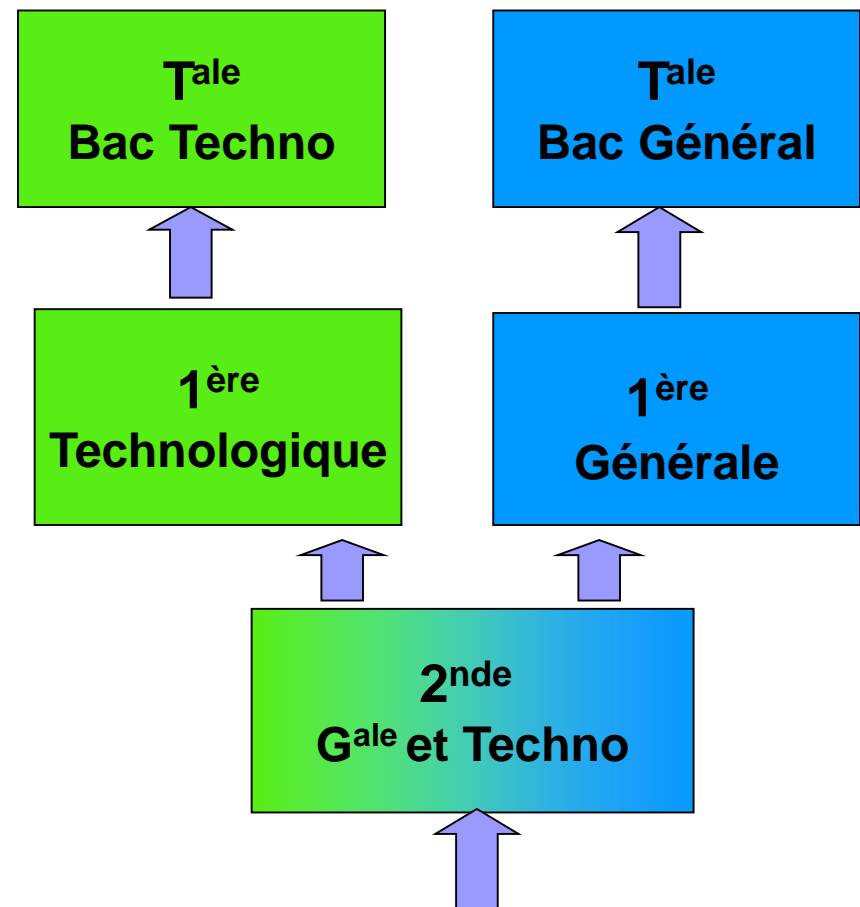 Tale
Bac Techno
Tale
Bac Général
1ère
Technologique
1ère
Générale
2nde
Gale et Techno